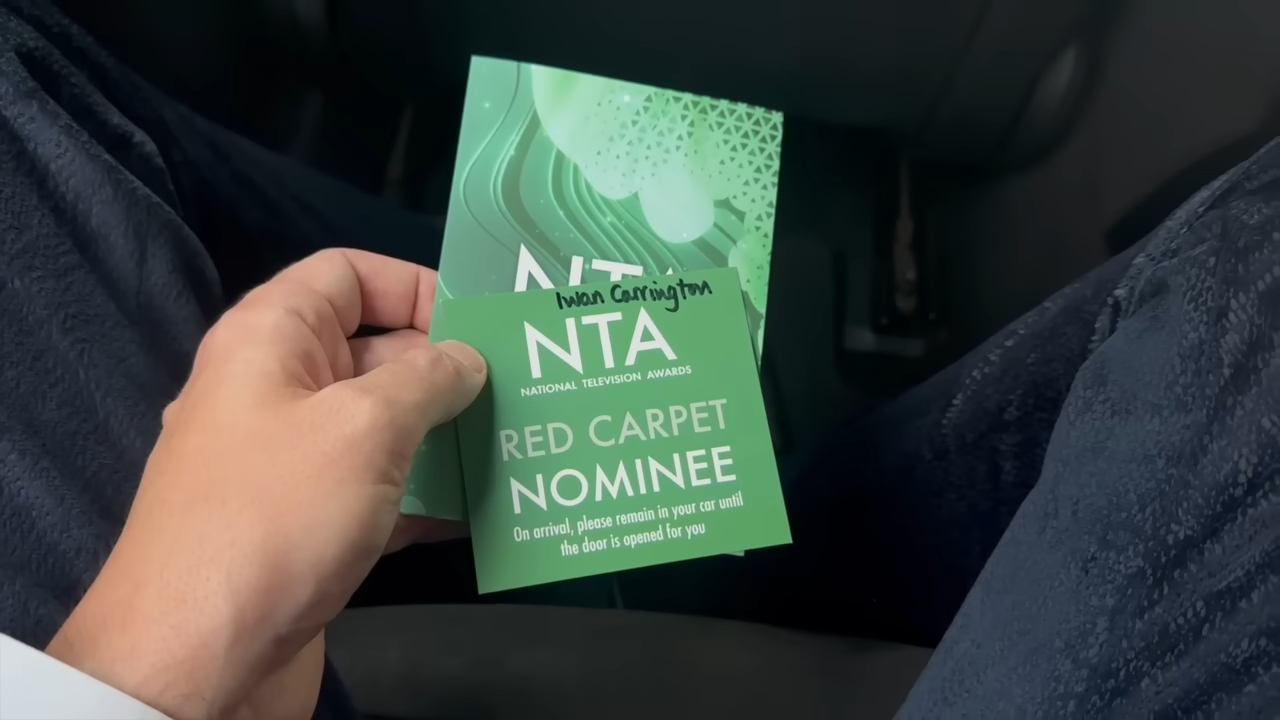 NTA
Iwan Carrington
NTA
NATIONAL TELEVISION AWARDS
RED CARPET
NOMINEE
On arrival, please remain in your car until
the door is opened for you